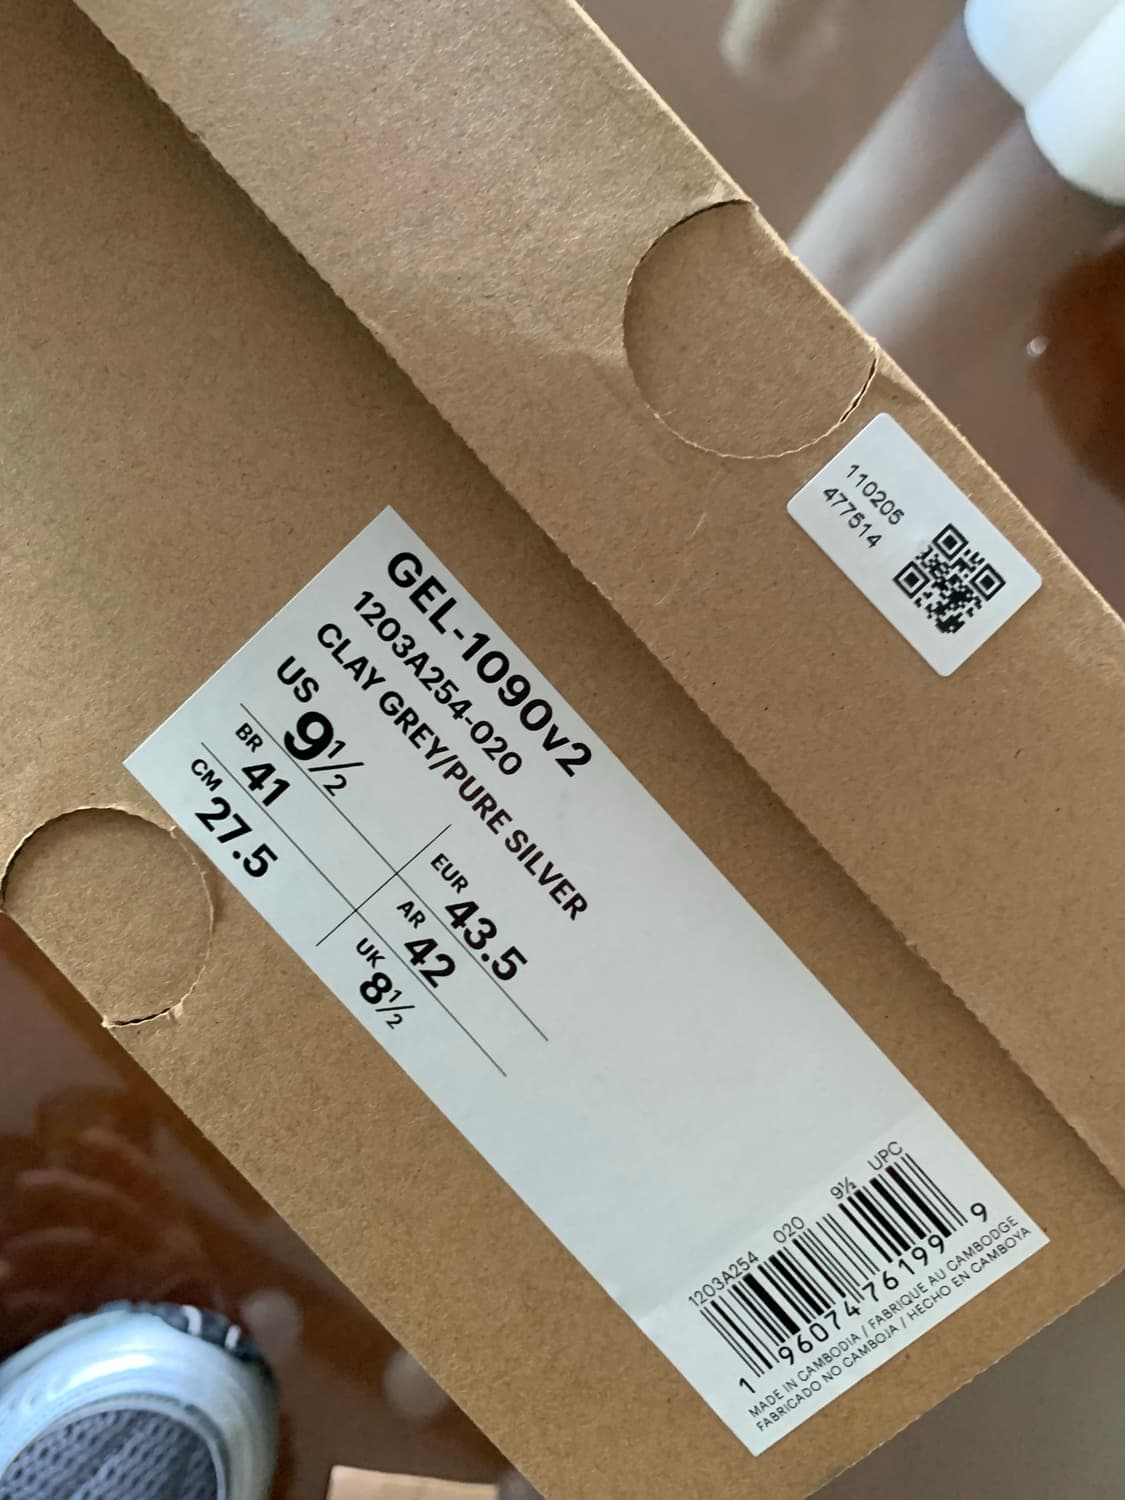 110205
477514
GEL-1090v2
1203A254-020
CLAY GREY/PURE SILVER
US 9½ EUR 43.5
BR 41 AR 42
CM 27.5 UK 8½
1203A254 020 9½ UPC
1 96074 76199 9
MADE IN CAMBODIA / FABRIQUE AU CAMBODGE
FABRICADO NO CAMBOJA / HECHO EN CAMBOYA